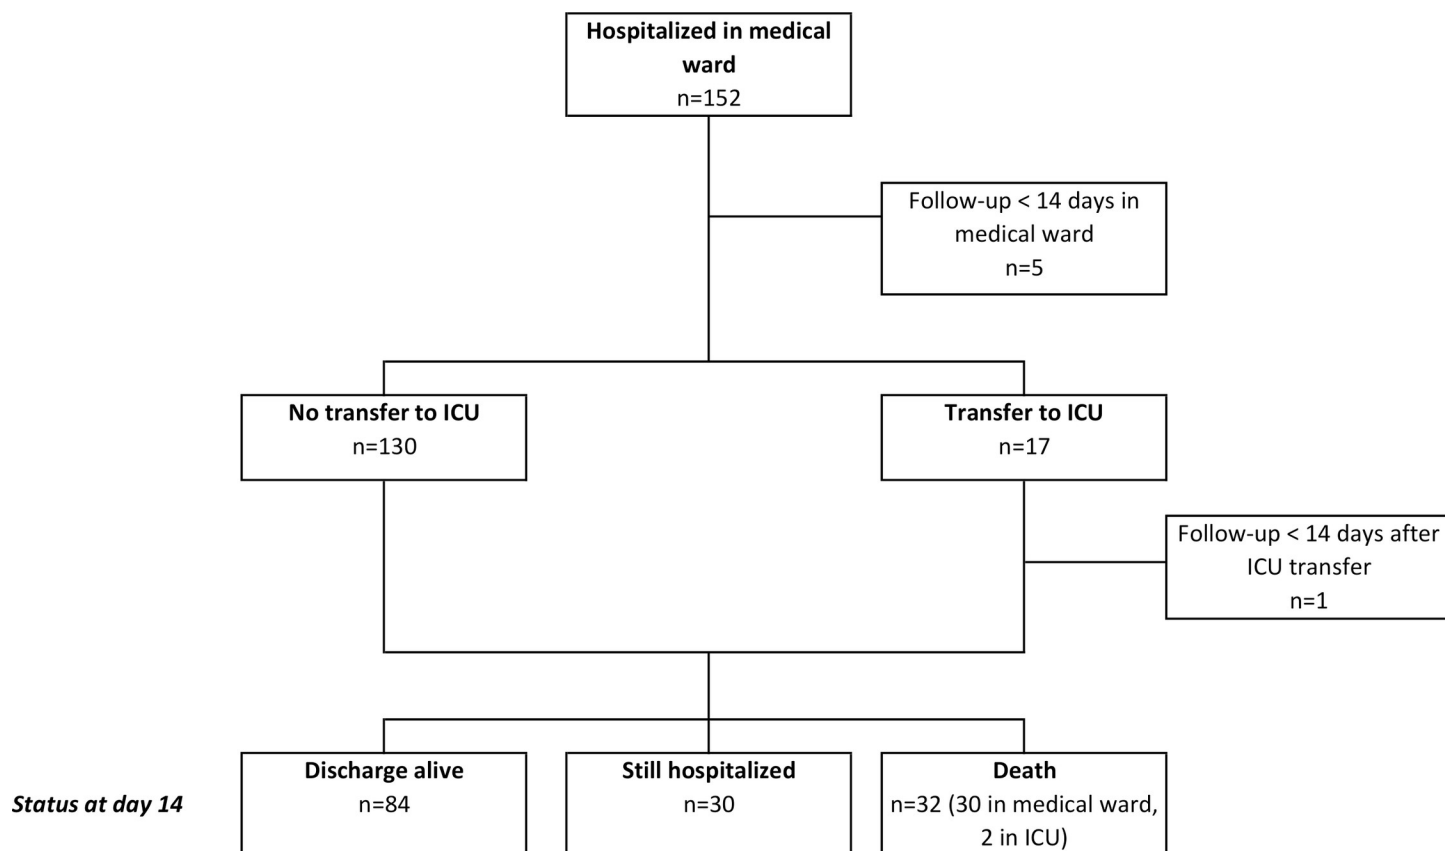 Hospitalized in medical
ward
n=152
Follow-up < 14 days in
medical ward
n=5
No transfer to ICU
n=130
Transfer to ICU
n=17
Follow-up < 14 days after
ICU transfer
n=1
Status at day 14
Discharge alive
n=84
Still hospitalized
n=30
Death
n=32 (30 in medical ward,
2 in ICU)